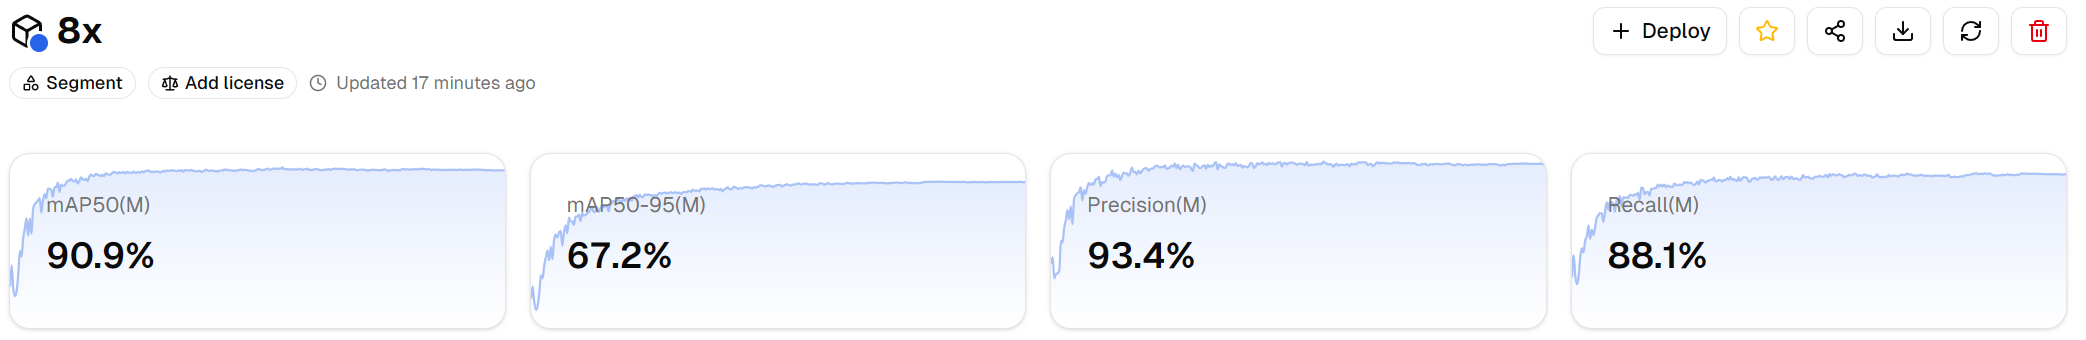 8x
Deploy
Segment Add license Updated 17 minutes ago
mAP50(M) mAP50-95(M) Precision(M) Recall(M)
90.9% 67.2% 93.4% 88.1%